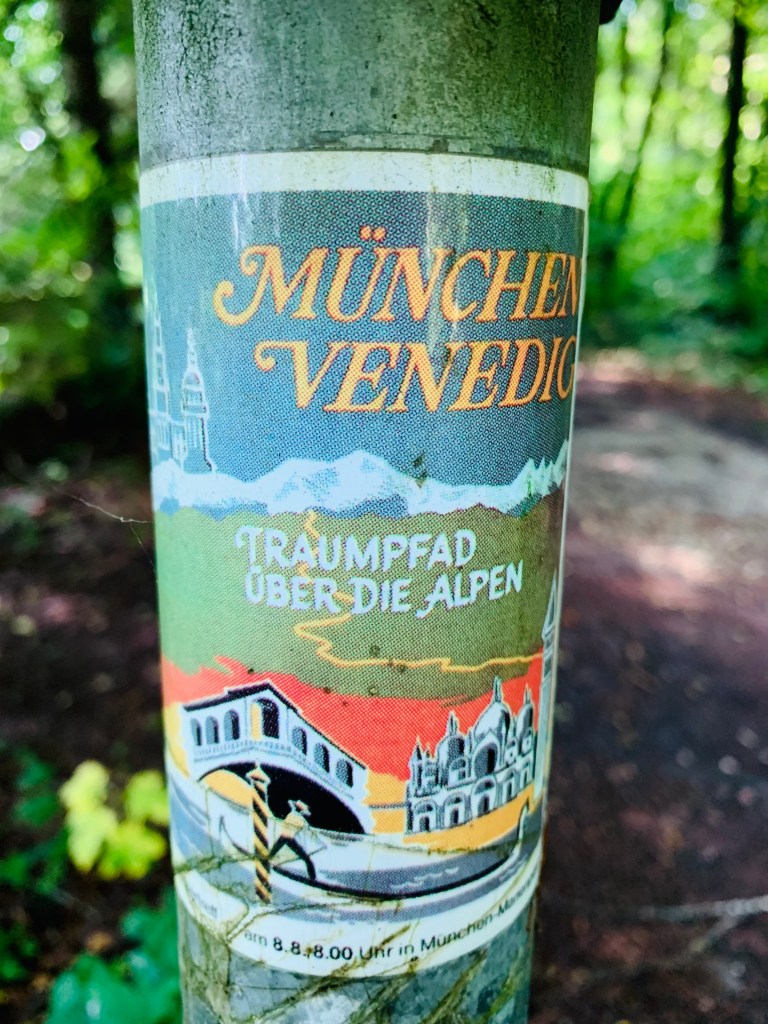 MÜNCHEN
VENEDIG
TRAUMPFAD
ÜBER DIE ALPEN
am 8.8. 8.00 Uhr in München-